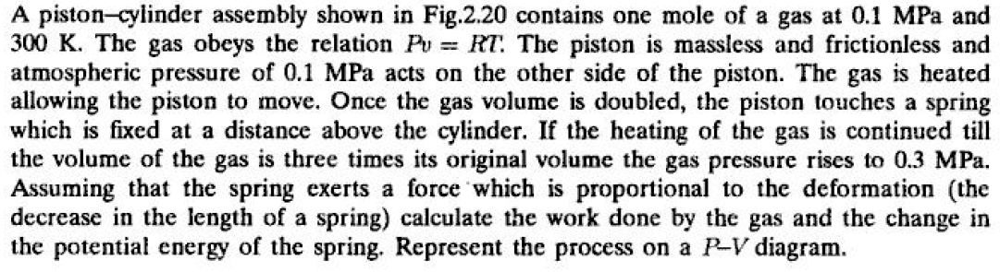 A piston–cylinder assembly shown in Fig.2.20 contains one mole of a gas at 0.1 MPa and
300 K. The gas obeys the relation Pv = RT. The piston is massless and frictionless and
atmospheric pressure of 0.1 MPa acts on the other side of the piston. The gas is heated
allowing the piston to move. Once the gas volume is doubled, the piston touches a spring
which is fixed at a distance above the cylinder. If the heating of the gas is continued till
the volume of the gas is three times its original volume the gas pressure rises to 0.3 MPa.
Assuming that the spring exerts a force which is proportional to the deformation (the
decrease in the length of a spring) calculate the work done by the gas and the change in
the potential energy of the spring. Represent the process on a P–V diagram.